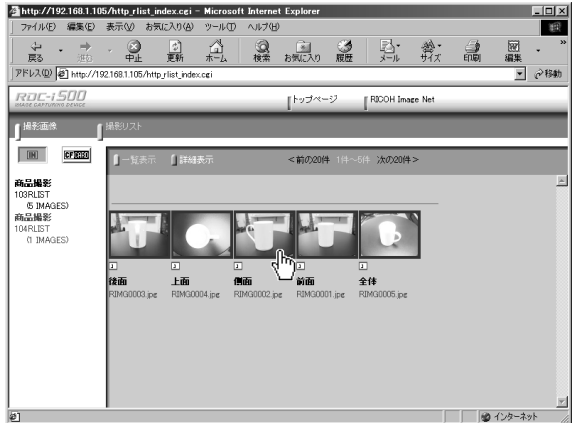 http://192.168.1.105/http_rlist_index.cgi - Microsoft Internet Explorer
ファイル(F) 編集(E) 表示(V) お気に入り(A) ツール(T) ヘルプ(H)
戻る 進む 中止 更新 ホーム 検索 お気に入り 履歴 メール サイズ 印刷 編集 »
アドレス(D) http://192.168.1.105/http_rlist_index.cgi 移動
RDC-i500
IMAGE CAPTURING DEVICE
トップページ RICOH Image Net
撮影画像 撮影リスト
IN CF CARD
一覧表示 詳細表示 <前の20件 1件～5件 次の20件>
商品撮影
103RLIST
(5 IMAGES)
商品撮影
104RLIST
(1 IMAGES)
後面 上面 側面 前面 全体
RIMG0003.jpg RIMG0004.jpg RIMG0002.jpg RIMG0001.jpg RIMG0005.jpg
インターネット